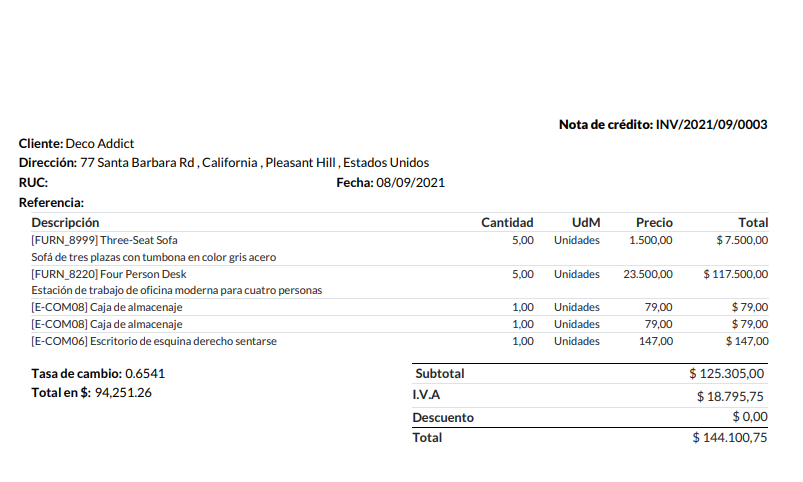 Nota de crédito: INV/2021/09/0003
Cliente: Deco Addict
Dirección: 77 Santa Barbara Rd , California , Pleasant Hill , Estados Unidos
RUC: Fecha: 08/09/2021
Referencia:
Descripción Cantidad UdM Precio Total
[FURN_8999] Three-Seat Sofa 5,00 Unidades 1.500,00 $ 7.500,00
Sofá de tres plazas con tumbona en color gris acero
[FURN_8220] Four Person Desk 5,00 Unidades 23.500,00 $ 117.500,00
Estación de trabajo de oficina moderna para cuatro personas
[E-COM08] Caja de almacenaje 1,00 Unidades 79,00 $ 79,00
[E-COM08] Caja de almacenaje 1,00 Unidades 79,00 $ 79,00
[E-COM06] Escritorio de esquina derecho sentarse 1,00 Unidades 147,00 $ 147,00
Tasa de cambio: 0.6541 Subtotal $ 125.305,00
Total en $: 94,251.26 I.V.A $ 18.795,75
Descuento $ 0,00
Total $ 144.100,75